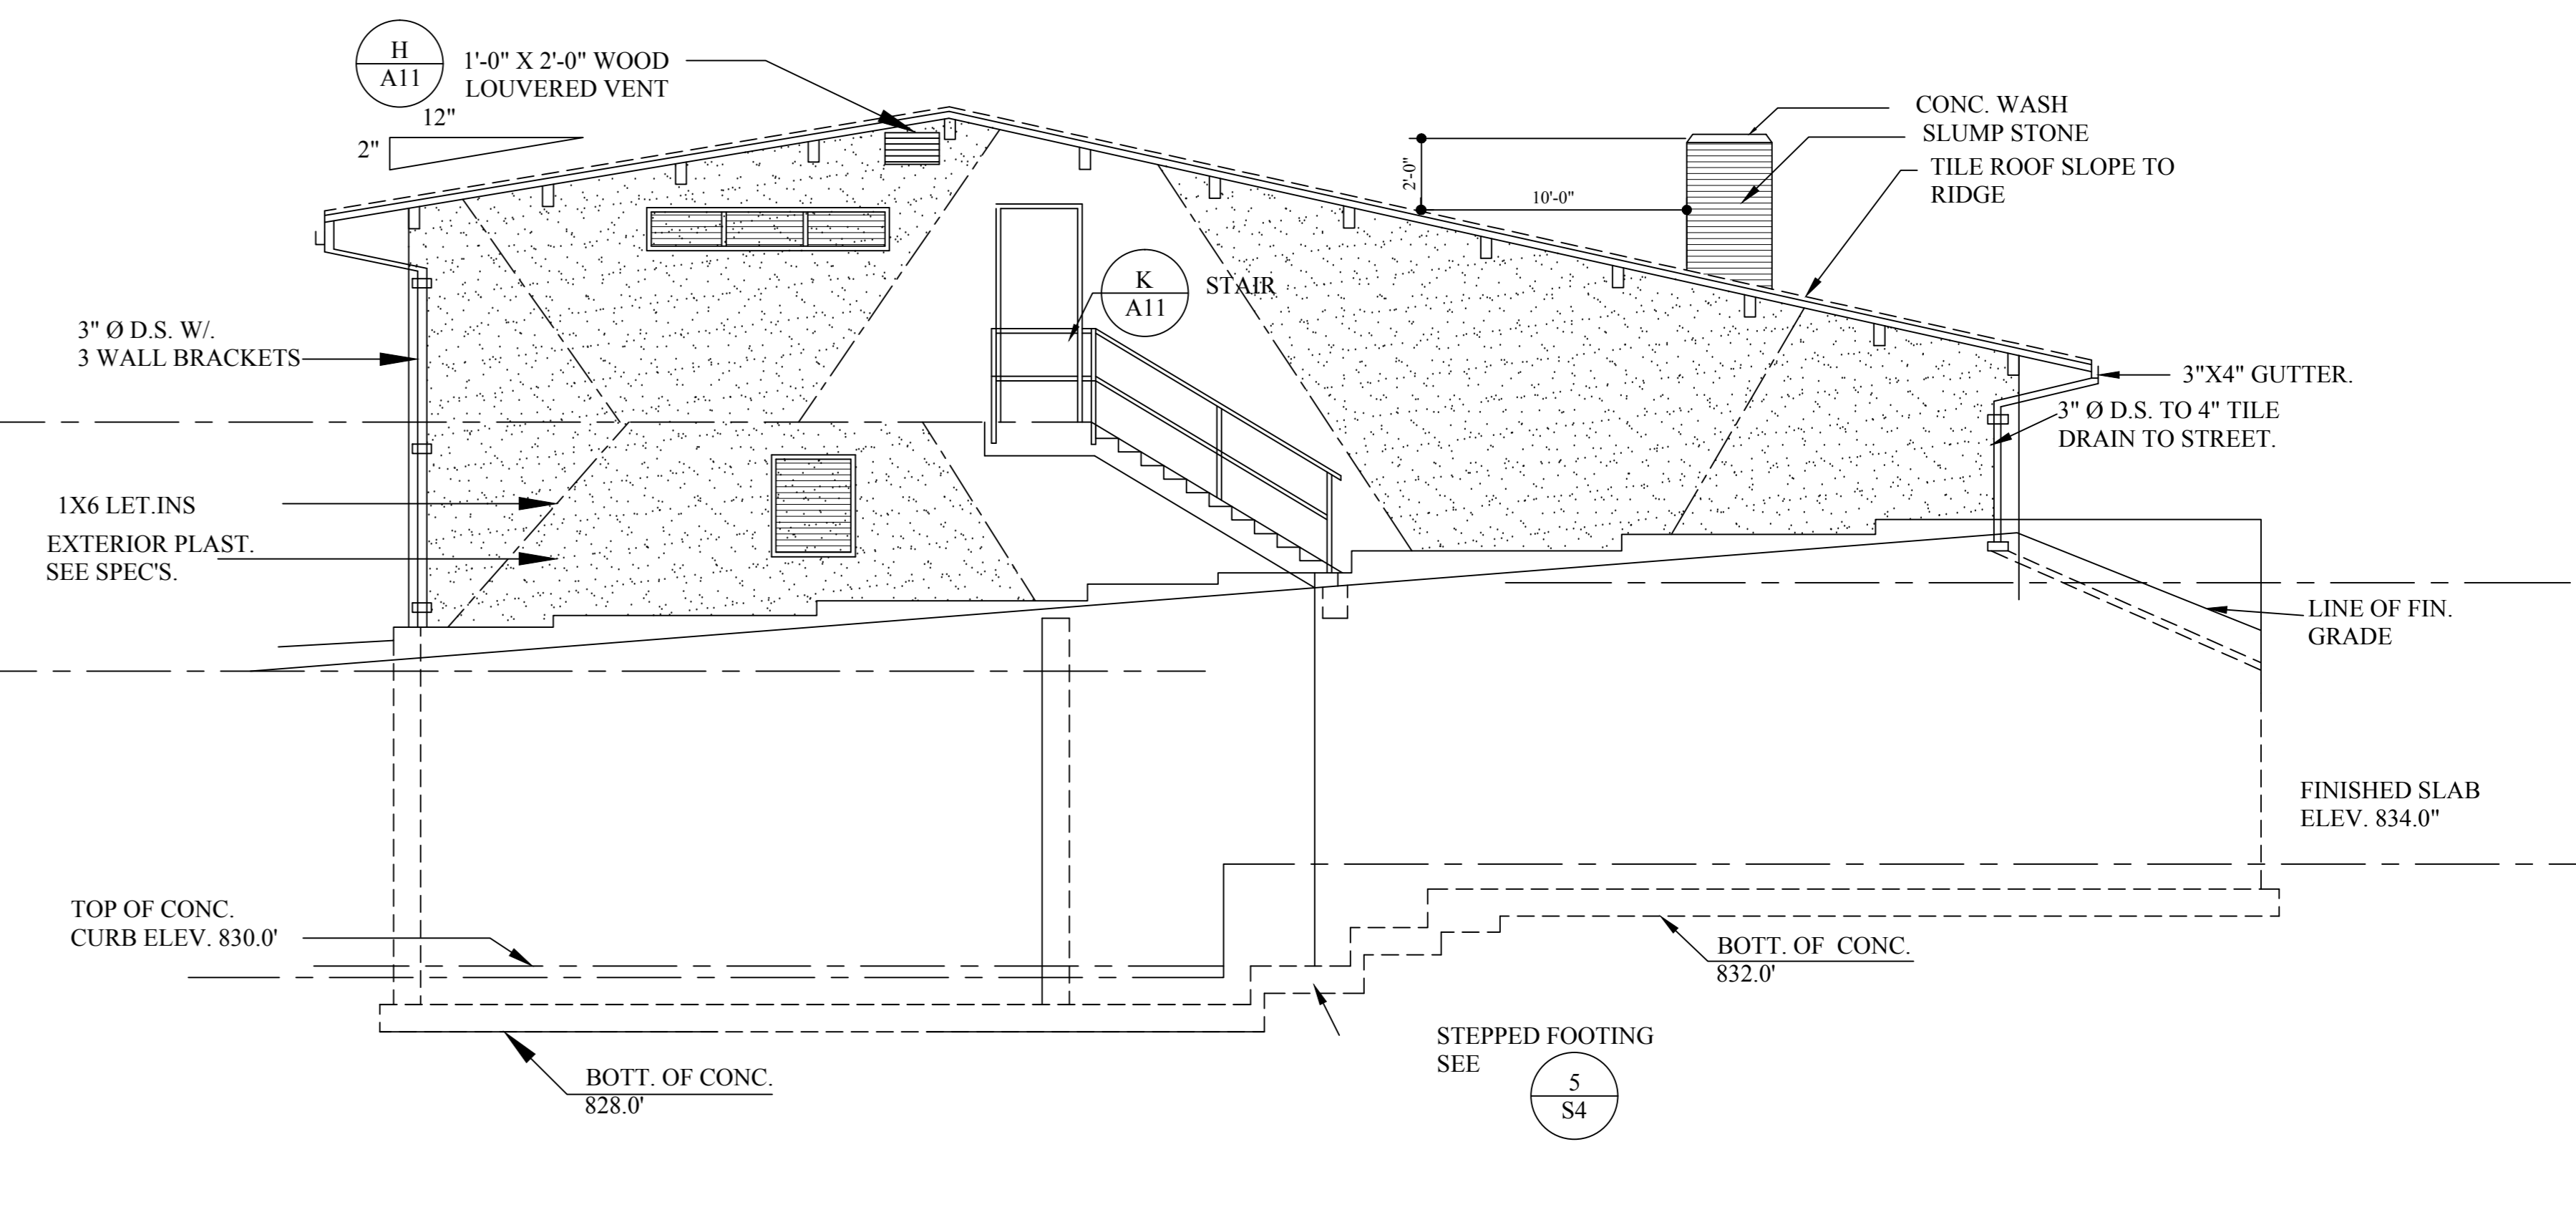 H
A11
1'-0" X 2'-0" WOOD
LOUVERED VENT
12"
2"
CONC. WASH
SLUMP STONE
TILE ROOF SLOPE TO
RIDGE
2'-0"
10'-0"
K
A11
STAIR
3" Ø D.S. W/.
3 WALL BRACKETS
3"X4" GUTTER.
3" Ø D.S. TO 4" TILE
DRAIN TO STREET.
1X6 LET.INS
EXTERIOR PLAST.
SEE SPEC'S.
LINE OF FIN.
GRADE
FINISHED SLAB
ELEV. 834.0"
TOP OF CONC.
CURB ELEV. 830.0'
BOTT. OF CONC.
832.0'
STEPPED FOOTING
SEE
5
S4
BOTT. OF CONC.
828.0'